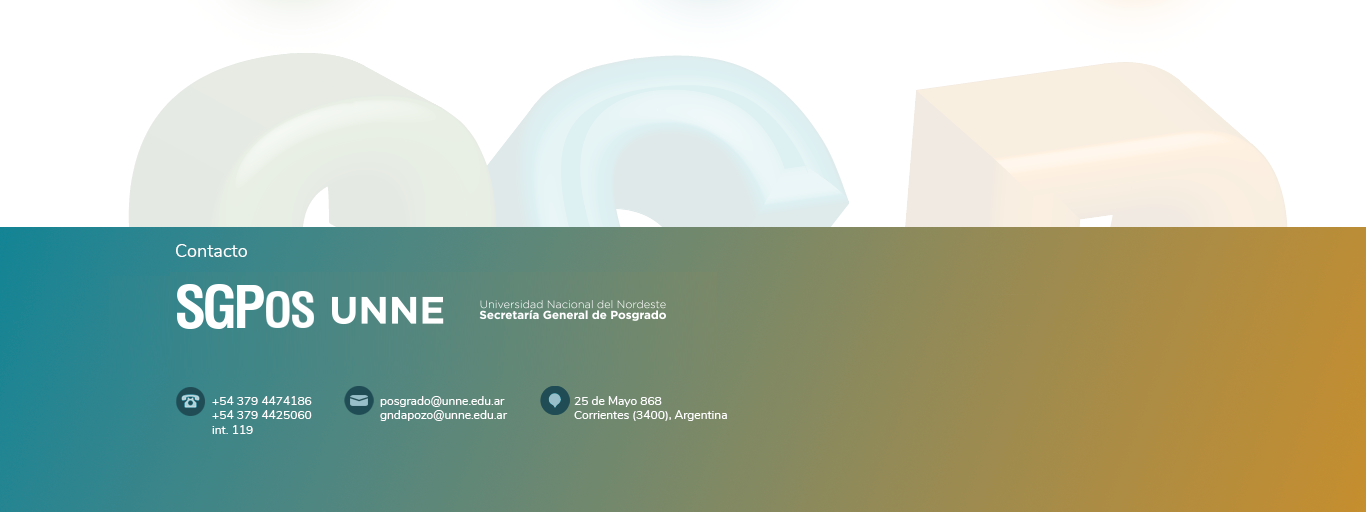 Contacto
SGPos UNNE
Universidad Nacional del Nordeste
Secretaría General de Posgrado
+54 379 4474186
+54 379 4425060
int. 119
posgrado@unne.edu.ar
gndapozo@unne.edu.ar
25 de Mayo 868
Corrientes (3400), Argentina